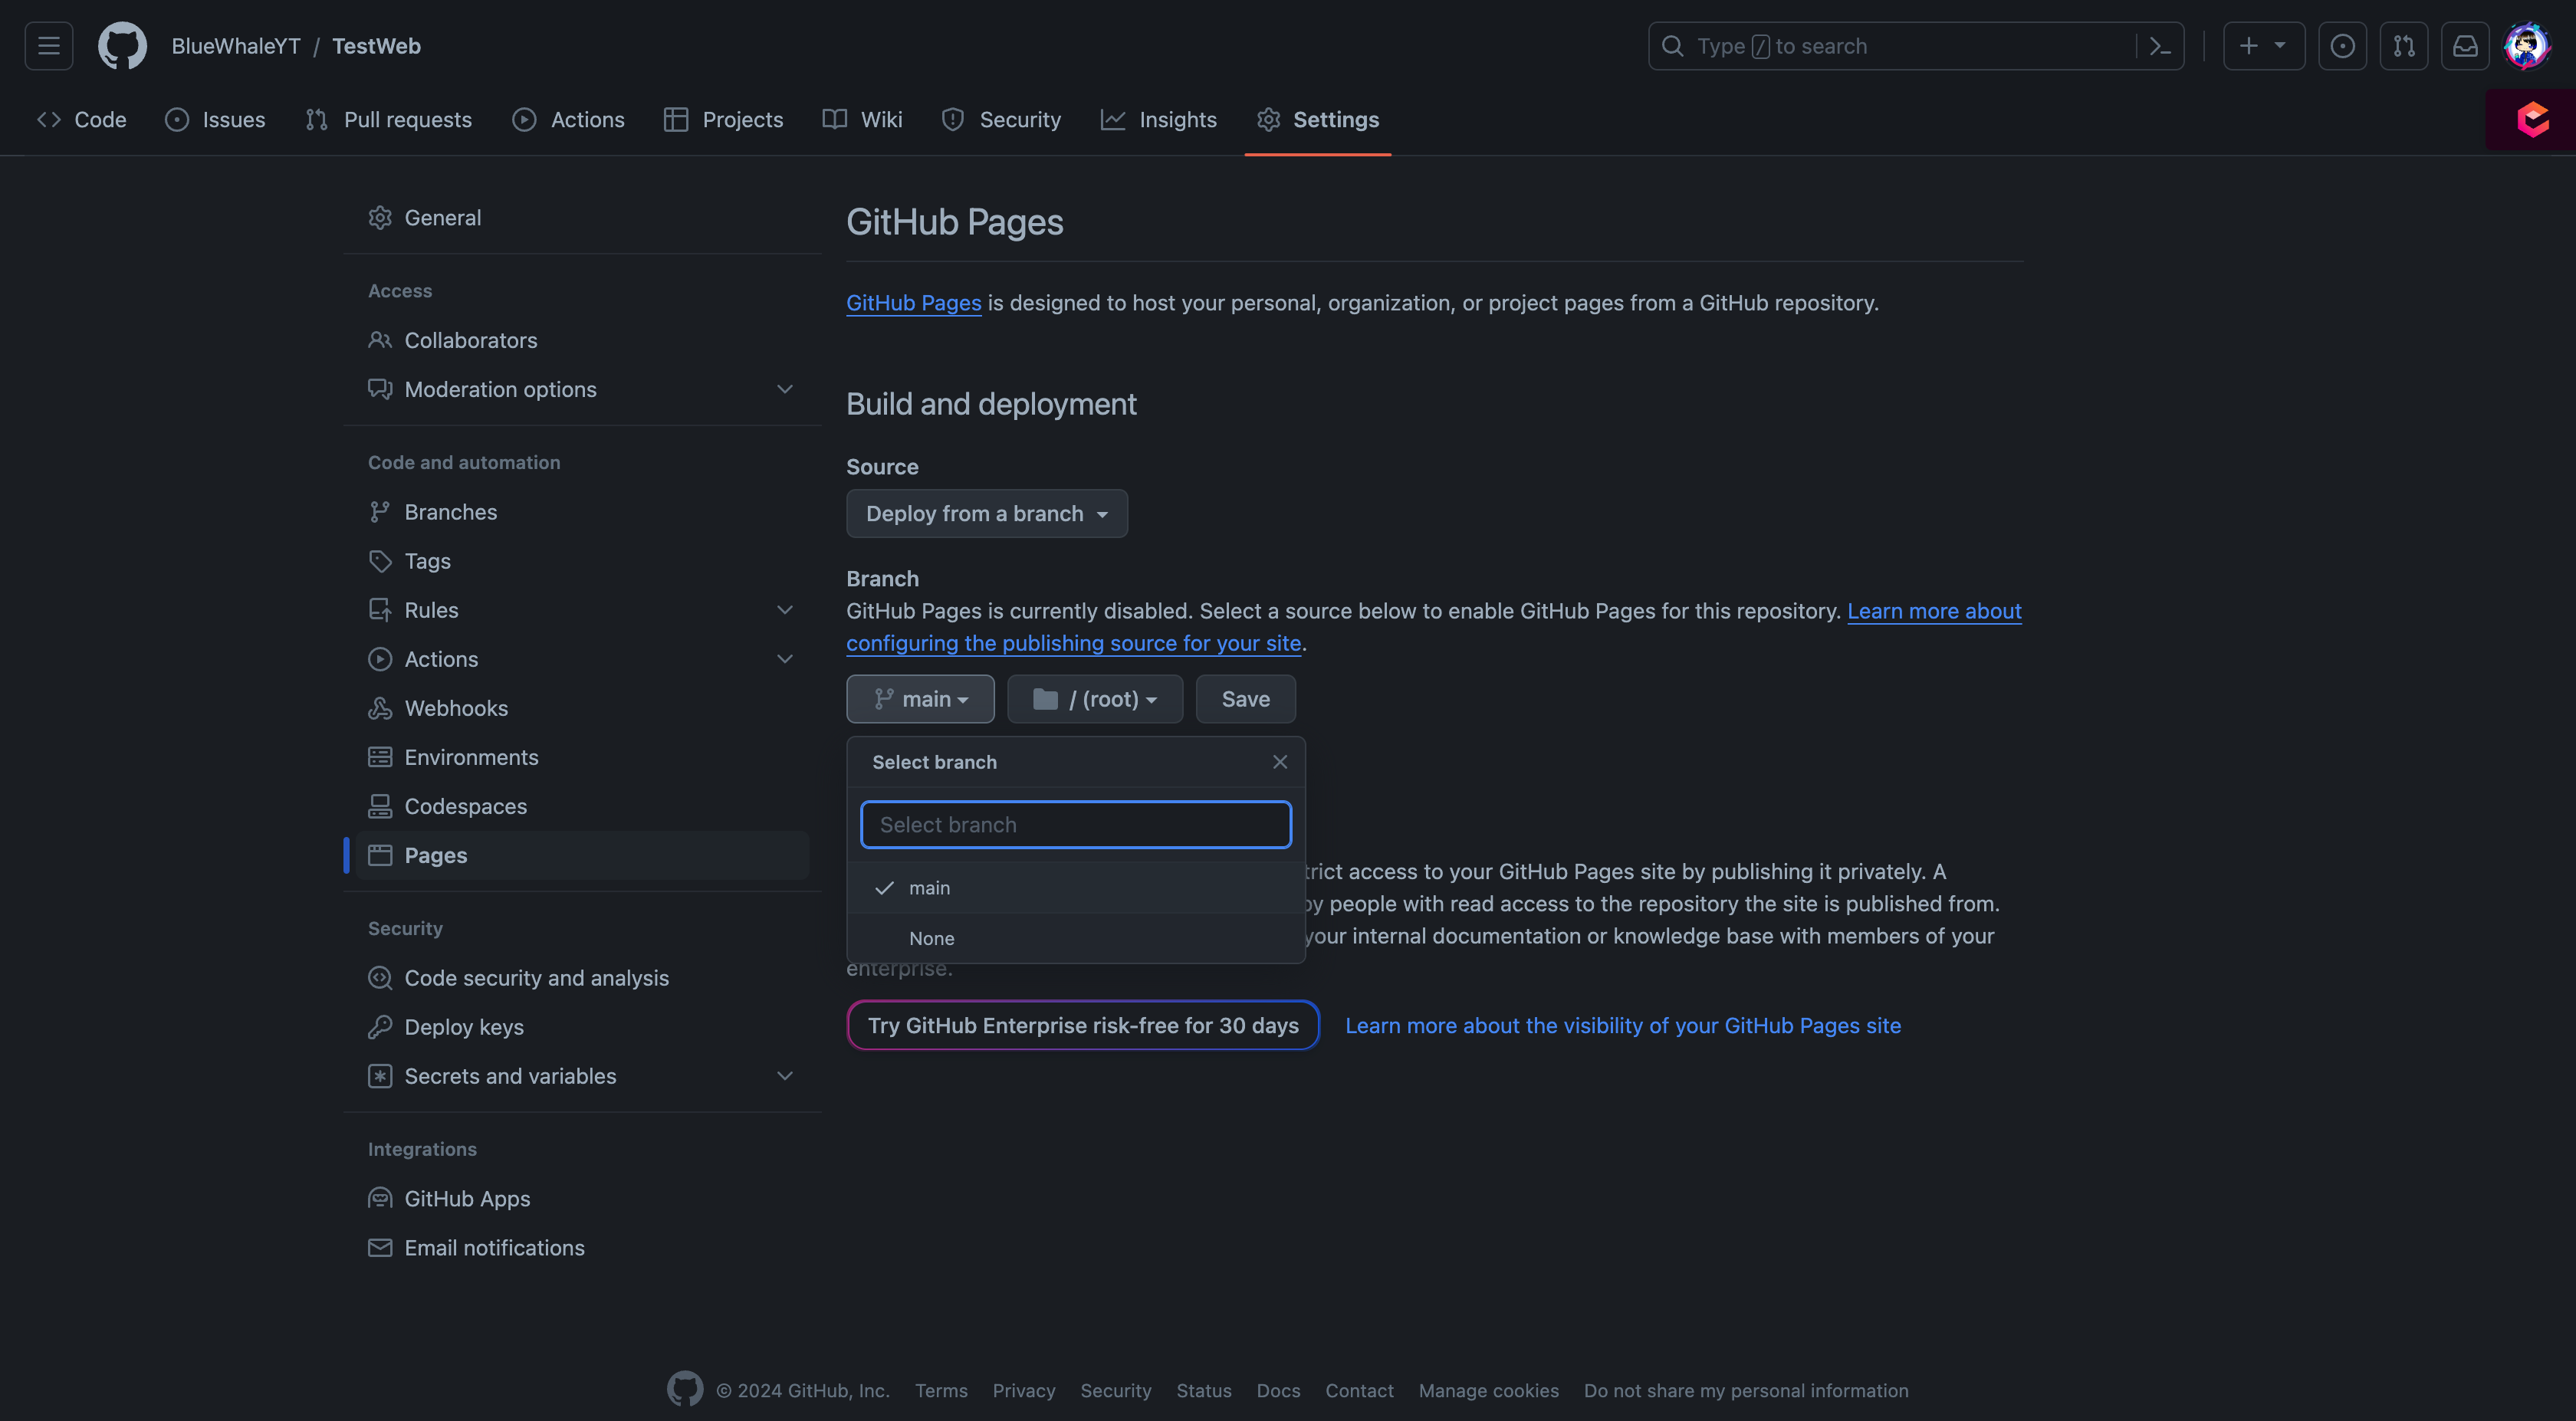 BlueWhaleYT / TestWeb
Type / to search
Code
Issues
Pull requests
Actions
Projects
Wiki
Security
Insights
Settings
General
Access
Collaborators
Moderation options
Code and automation
Branches
Tags
Rules
Actions
Webhooks
Environments
Codespaces
Pages
Security
Code security and analysis
Deploy keys
Secrets and variables
Integrations
GitHub Apps
Email notifications
GitHub Pages
GitHub Pages is designed to host your personal, organization, or project pages from a GitHub repository.
Build and deployment
Source
Deploy from a branch
Branch
GitHub Pages is currently disabled. Select a source below to enable GitHub Pages for this repository. Learn more about
configuring the publishing source for your site.
main
/ (root)
Save
Select branch
Select branch
main
None
trict access to your GitHub Pages site by publishing it privately. A
by people with read access to the repository the site is published from.
your internal documentation or knowledge base with members of your
enterprise.
Try GitHub Enterprise risk-free for 30 days
Learn more about the visibility of your GitHub Pages site
© 2024 GitHub, Inc.
Terms
Privacy
Security
Status
Docs
Contact
Manage cookies
Do not share my personal information